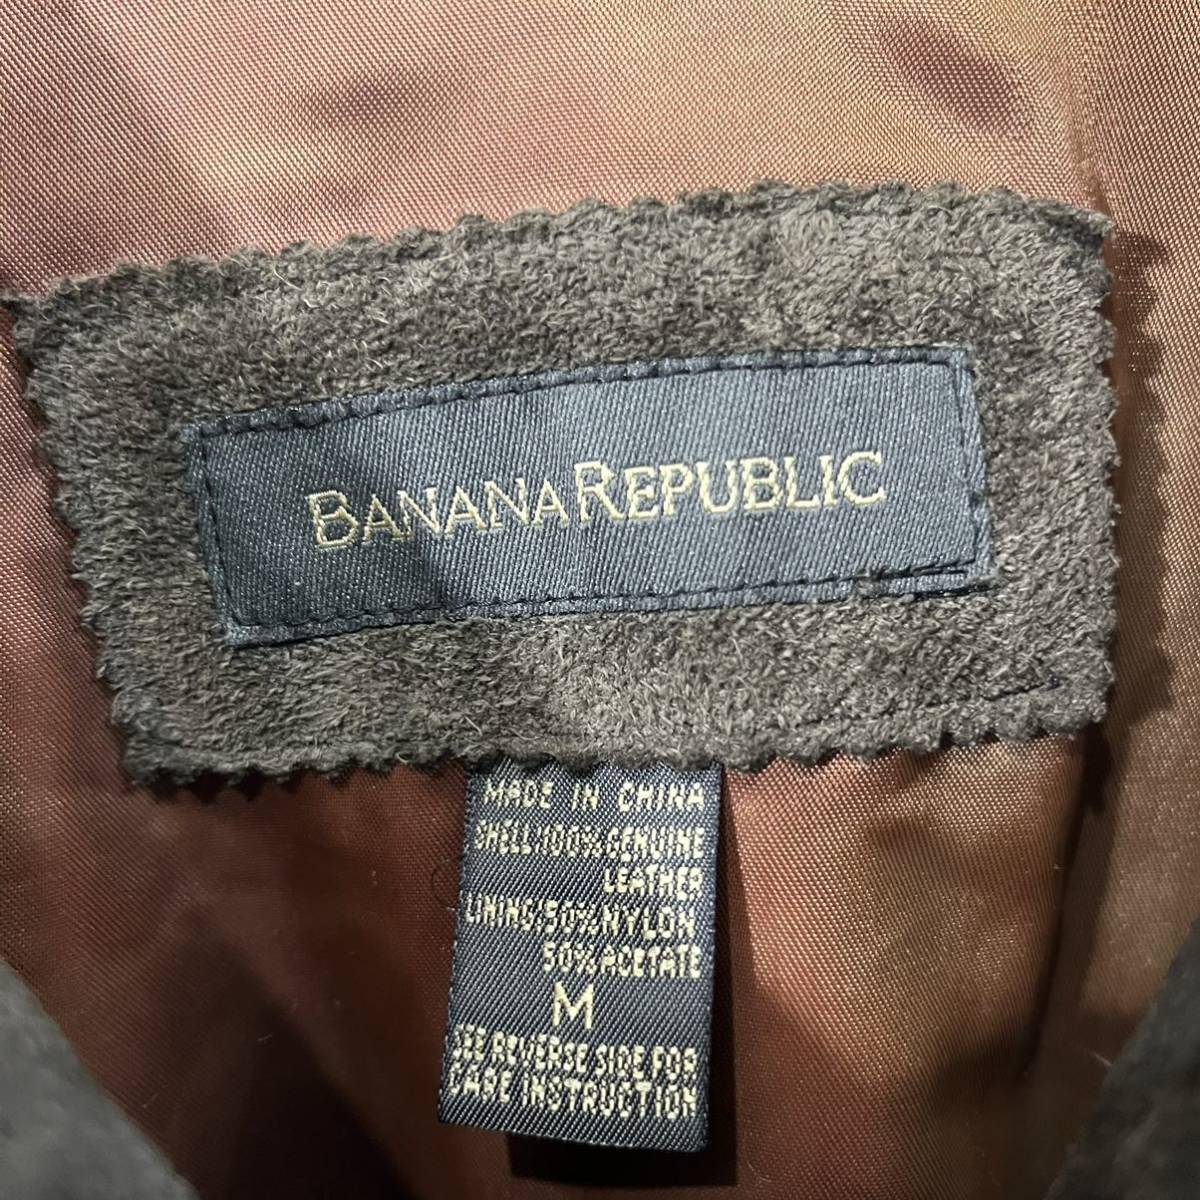 BANANA REPUBLIC
MADE IN CHINA
SHELL:100%GENUINE
LEATHER
LINING:50%NYLON
50%ACETATE
M
SEE REVERSE SIDE FOR
CARE INSTRUCTION